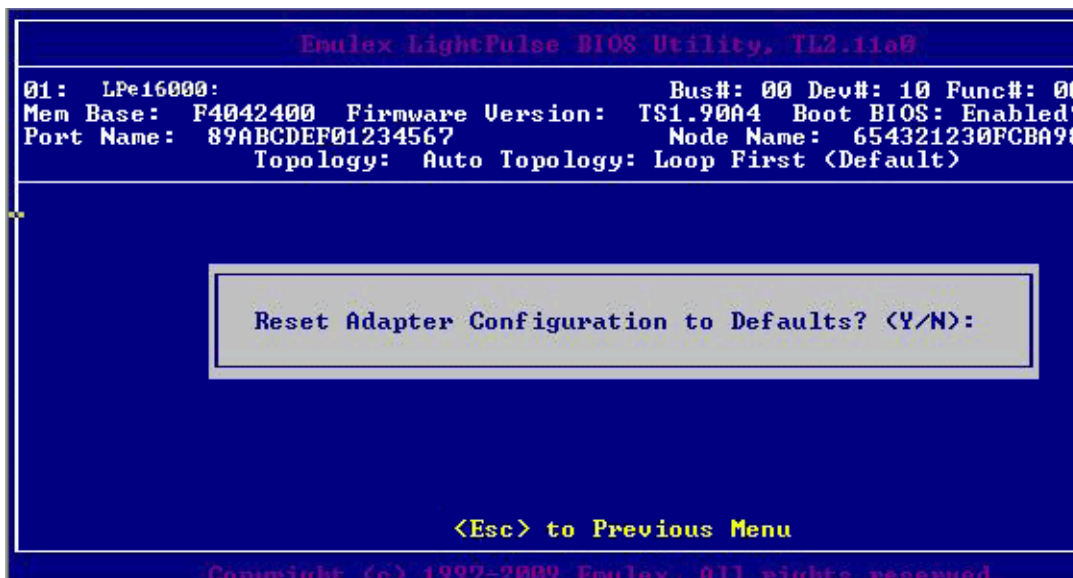 Emulex LightPulse BIOS Utility, TL2.11a0
01: LPe16000: Bus#: 00 Dev#: 10 Func#: 00
Mem Base: F4042400 Firmware Version: TS1.90A4 Boot BIOS: Enabled
Port Name: 89ABCDEF01234567 Node Name: 654321230FCBA98
Topology: Auto Topology: Loop First (Default)
Reset Adapter Configuration to Defaults? (Y/N):
<Esc> to Previous Menu
Copyright (c) 1997-2009 Emulex. All rights reserved